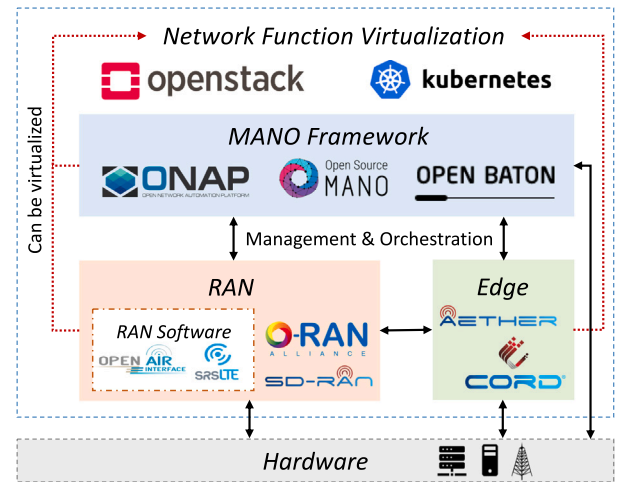 Network Function Virtualization
openstack
kubernetes
Can be virtualized
MANO Framework
ONAP
OPEN NETWORK AUTOMATION PLATFORM
Open Source
MANO
OPEN BATON
Management & Orchestration
RAN
RAN Software
OPEN AIR
INTERFACE
SRSLTE
O-RAN
ALLIANCE
SD-RAN
Edge
AETHER
CORD
Hardware